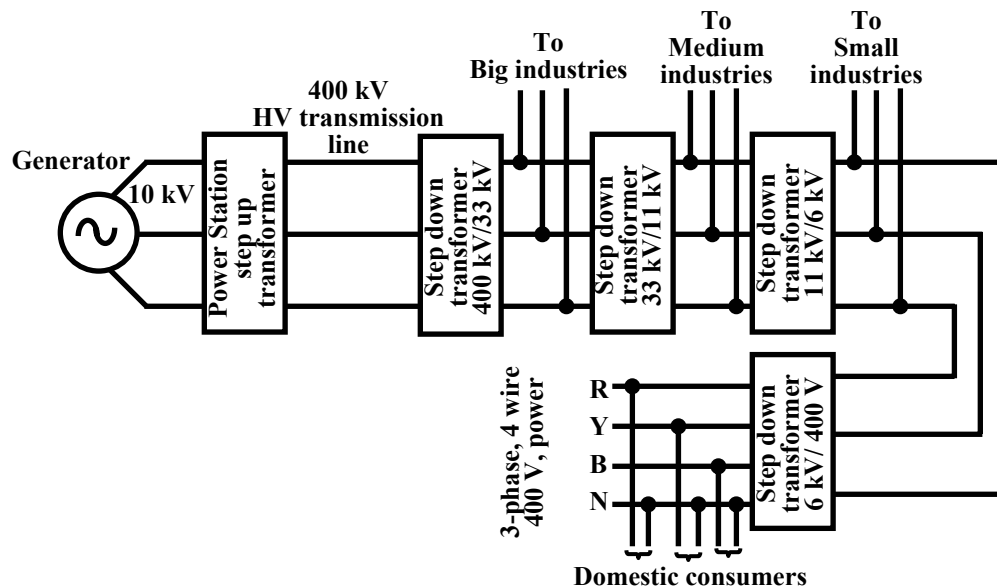 To
Big industries
To
Medium
industries
To
Small
industries
400 kV
HV transmission
line
Generator
10 kV
Power Station
step up
transformer
Step down
transformer
400 kV/33 kV
Step down
transformer
33 kV/11 kV
Step down
transformer
11 kV/6 kV
3-phase, 4 wire
400 V, power
R
Y
B
N
Step down
transformer
6 kV/ 400 V
Domestic consumers